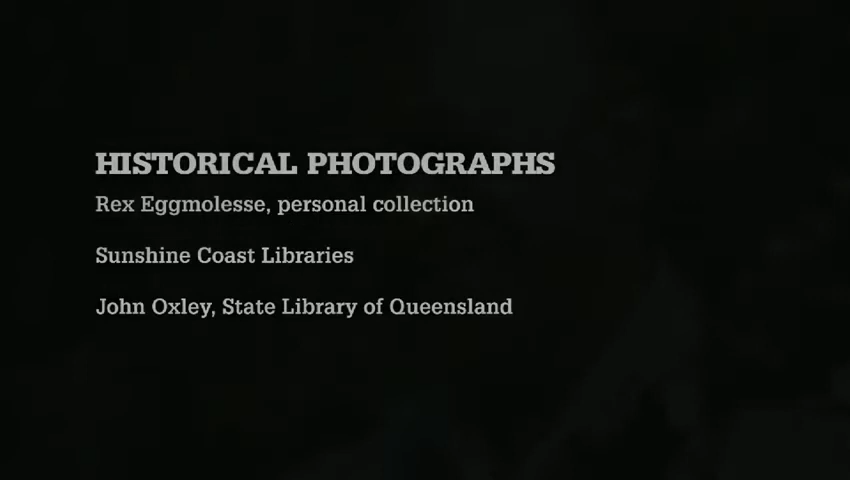 HISTORICAL PHOTOGRAPHS
Rex Eggmolesse, personal collection
Sunshine Coast Libraries
John Oxley, State Library of Queensland